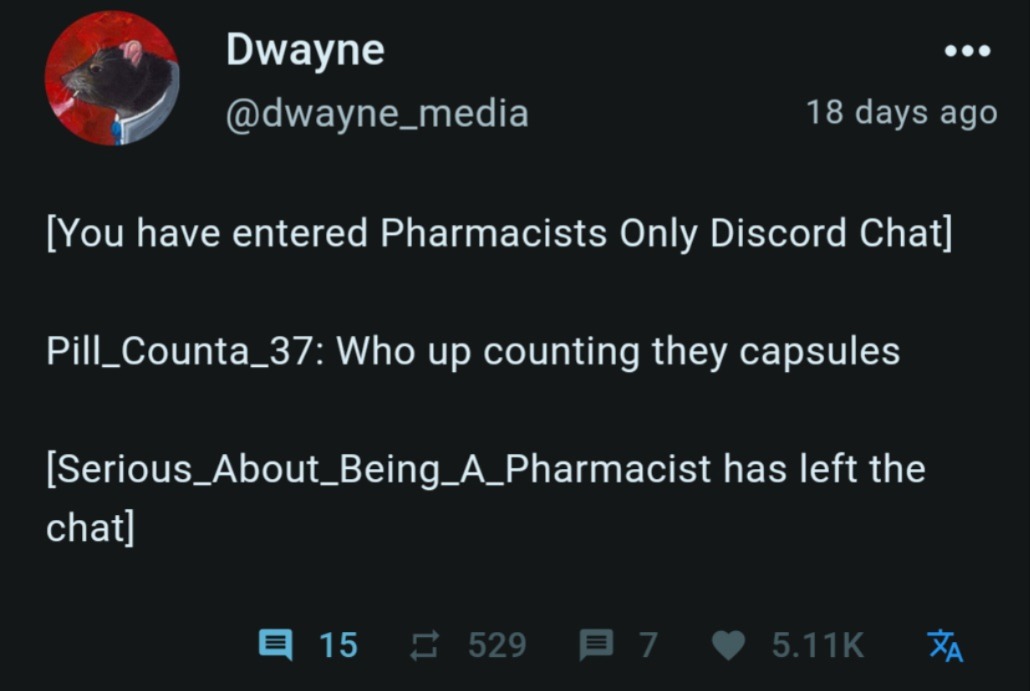 Dwayne
@dwayne_media
18 days ago
[You have entered Pharmacists Only Discord Chat]
Pill_Counta_37: Who up counting they capsules
[Serious_About_Being_A_Pharmacist has left the
chat]
15 529 7 5.11K